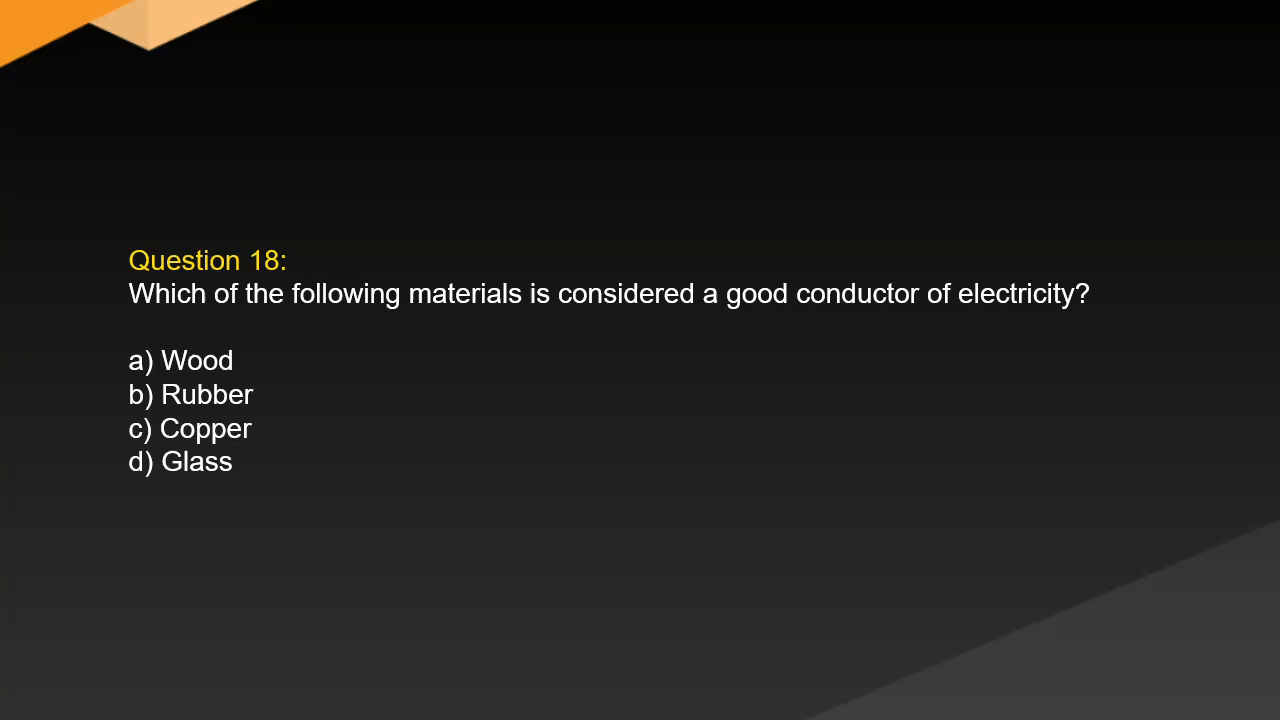 Question 18:
Which of the following materials is considered a good conductor of electricity?
a) Wood
b) Rubber
c) Copper
d) Glass